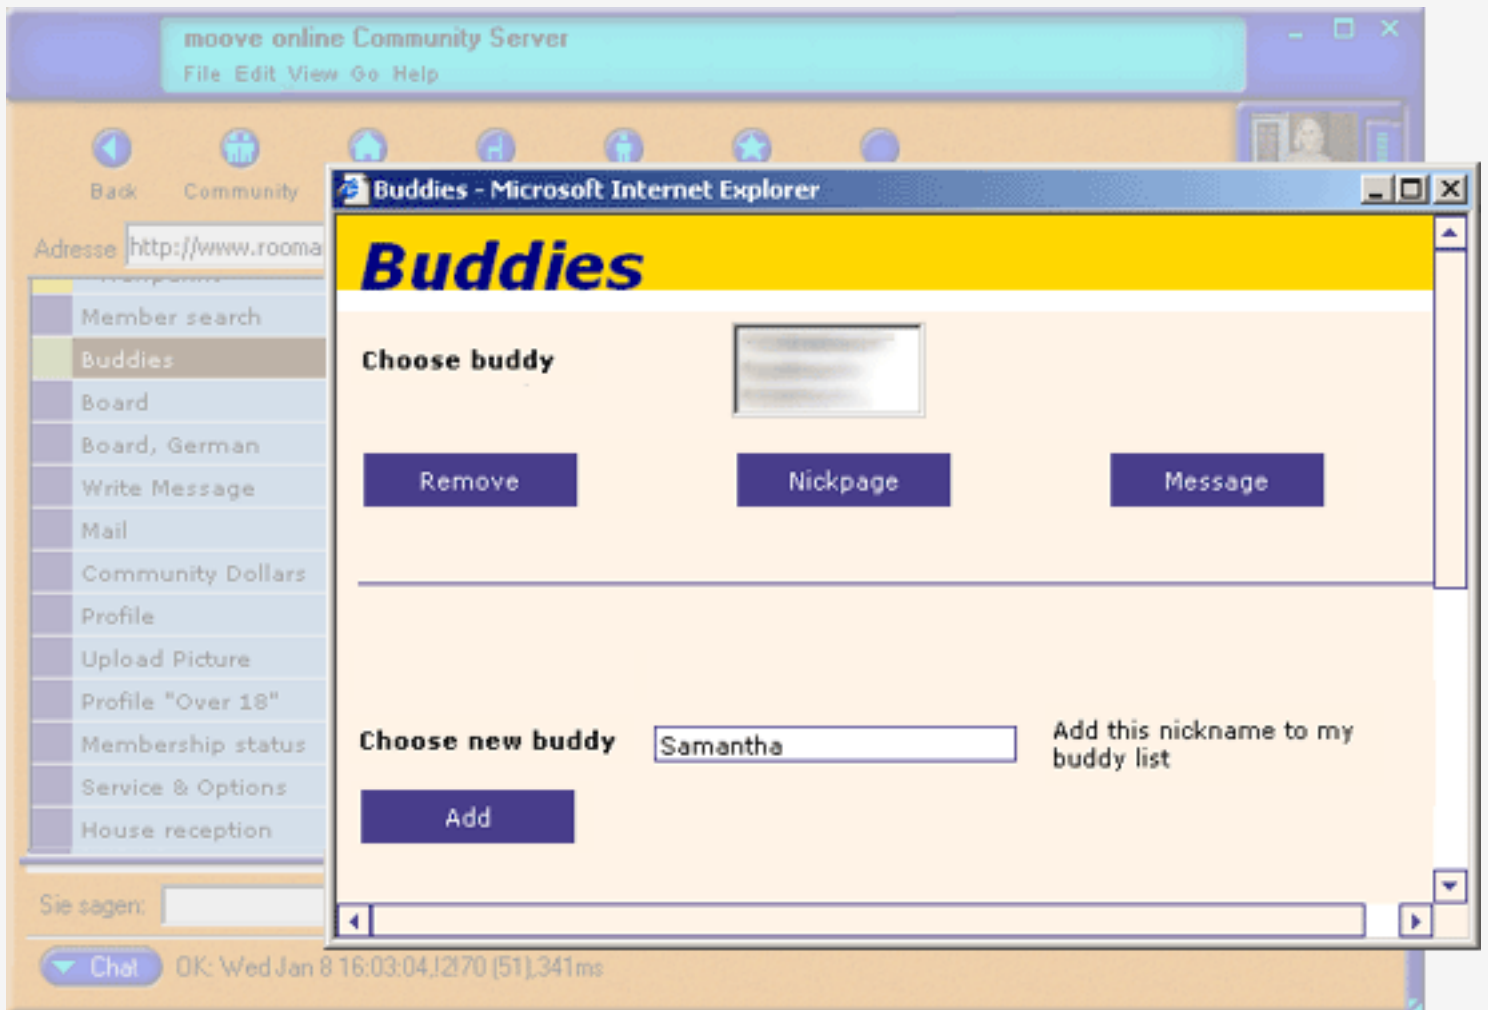 moove online Community Server
File Edit View Go Help
Back Community
Buddies - Microsoft Internet Explorer
Adresse http://www.rooma
Buddies
Member search
Buddies
Board
Board, German
Write Message
Mail
Community Dollars
Profile
Upload Picture
Profile "Over 18"
Membership status
Service & Options
House reception
Choose buddy
Remove Nickpage Message
Choose new buddy Samantha Add this nickname to my
buddy list
Add
Sie sagen:
Chat OK: Wed Jan 8 16:03:04,!2!70 (51),341ms